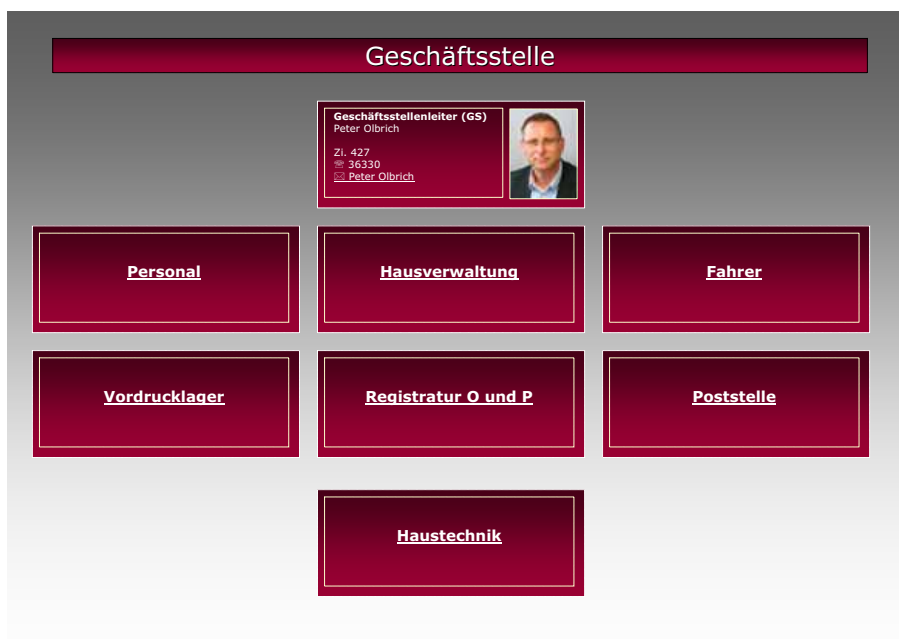 Geschäftsstelle
Geschäftsstellenleiter (GS)
Peter Olbrich
Zi. 427
☏ 36330
✉ Peter Olbrich
Personal
Hausverwaltung
Fahrer
Vordrucklager
Registratur O und P
Poststelle
Haustechnik